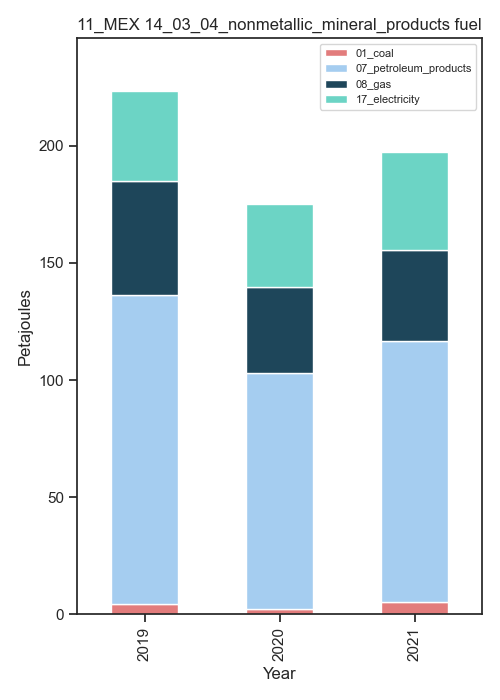 11_MEX 14_03_04_nonmetallic_mineral_products fuel
01_coal
07_petroleum_products
08_gas
17_electricity
200
150
100
50
0
Petajoules
2019
2020
2021
Year